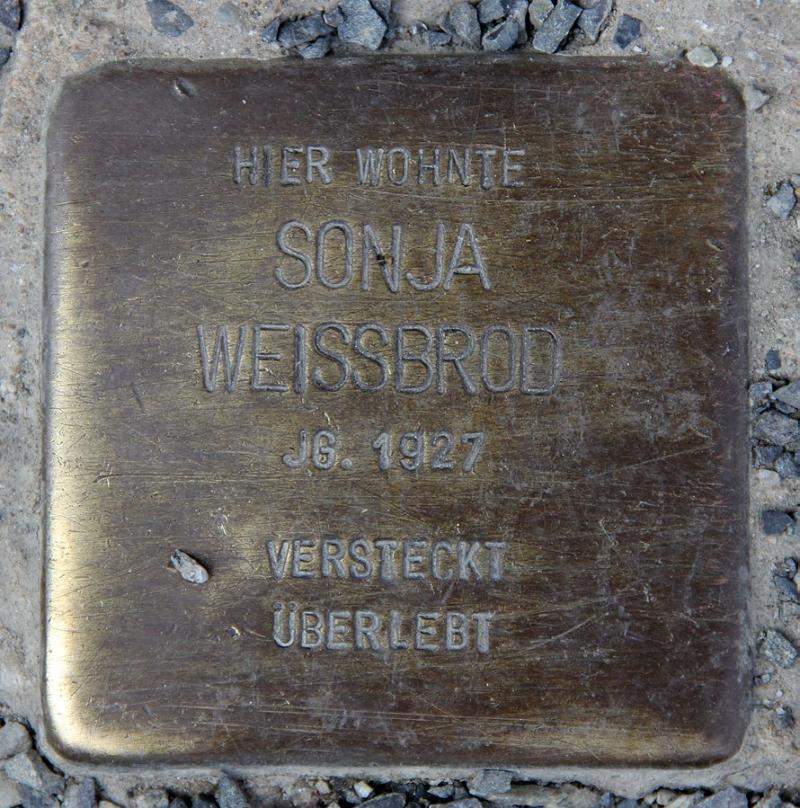 HIER WOHNTE
SONJA
WEISSBROD
JG. 1927
VERSTECKT
ÜBERLEBT